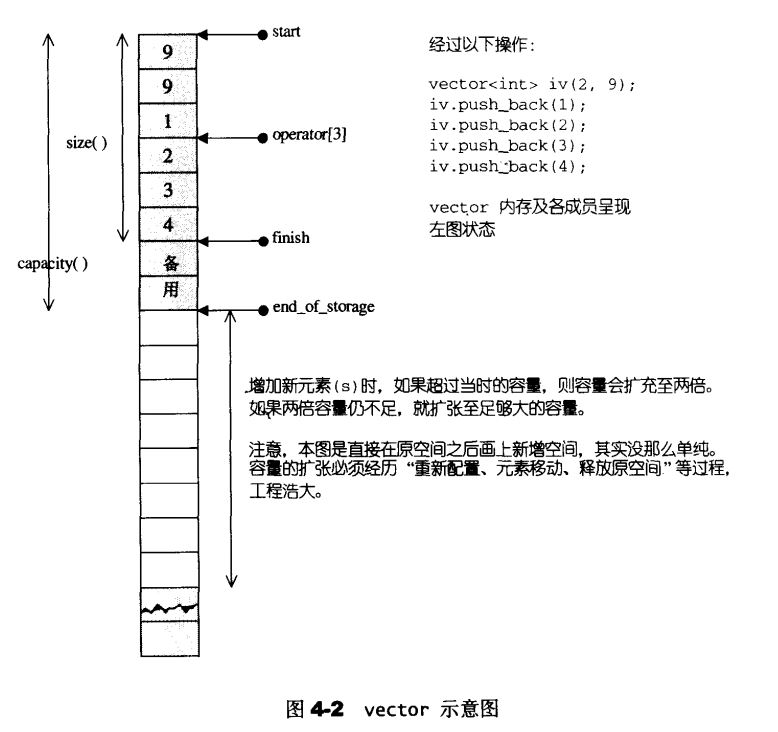 start
9
9
1
operator[3]
size( )
2
3
4
finish
capacity( )
备
用
end_of_storage
经过以下操作：
vector<int> iv(2, 9);
iv.push_back(1);
iv.push_back(2);
iv.push_back(3);
iv.push_back(4);
vector 内存及各成员呈现
左图状态
增加新元素(s)时，如果超过当时的容量，则容量会扩充至两倍。
如果两倍容量仍不足，就扩张至足够大的容量。
注意，本图是直接在原空间之后画上新增空间，其实没那么单纯。
容量的扩张必须经历“重新配置、元素移动、释放原空间”等过程，
工程浩大。
图 4-2 vector 示意图